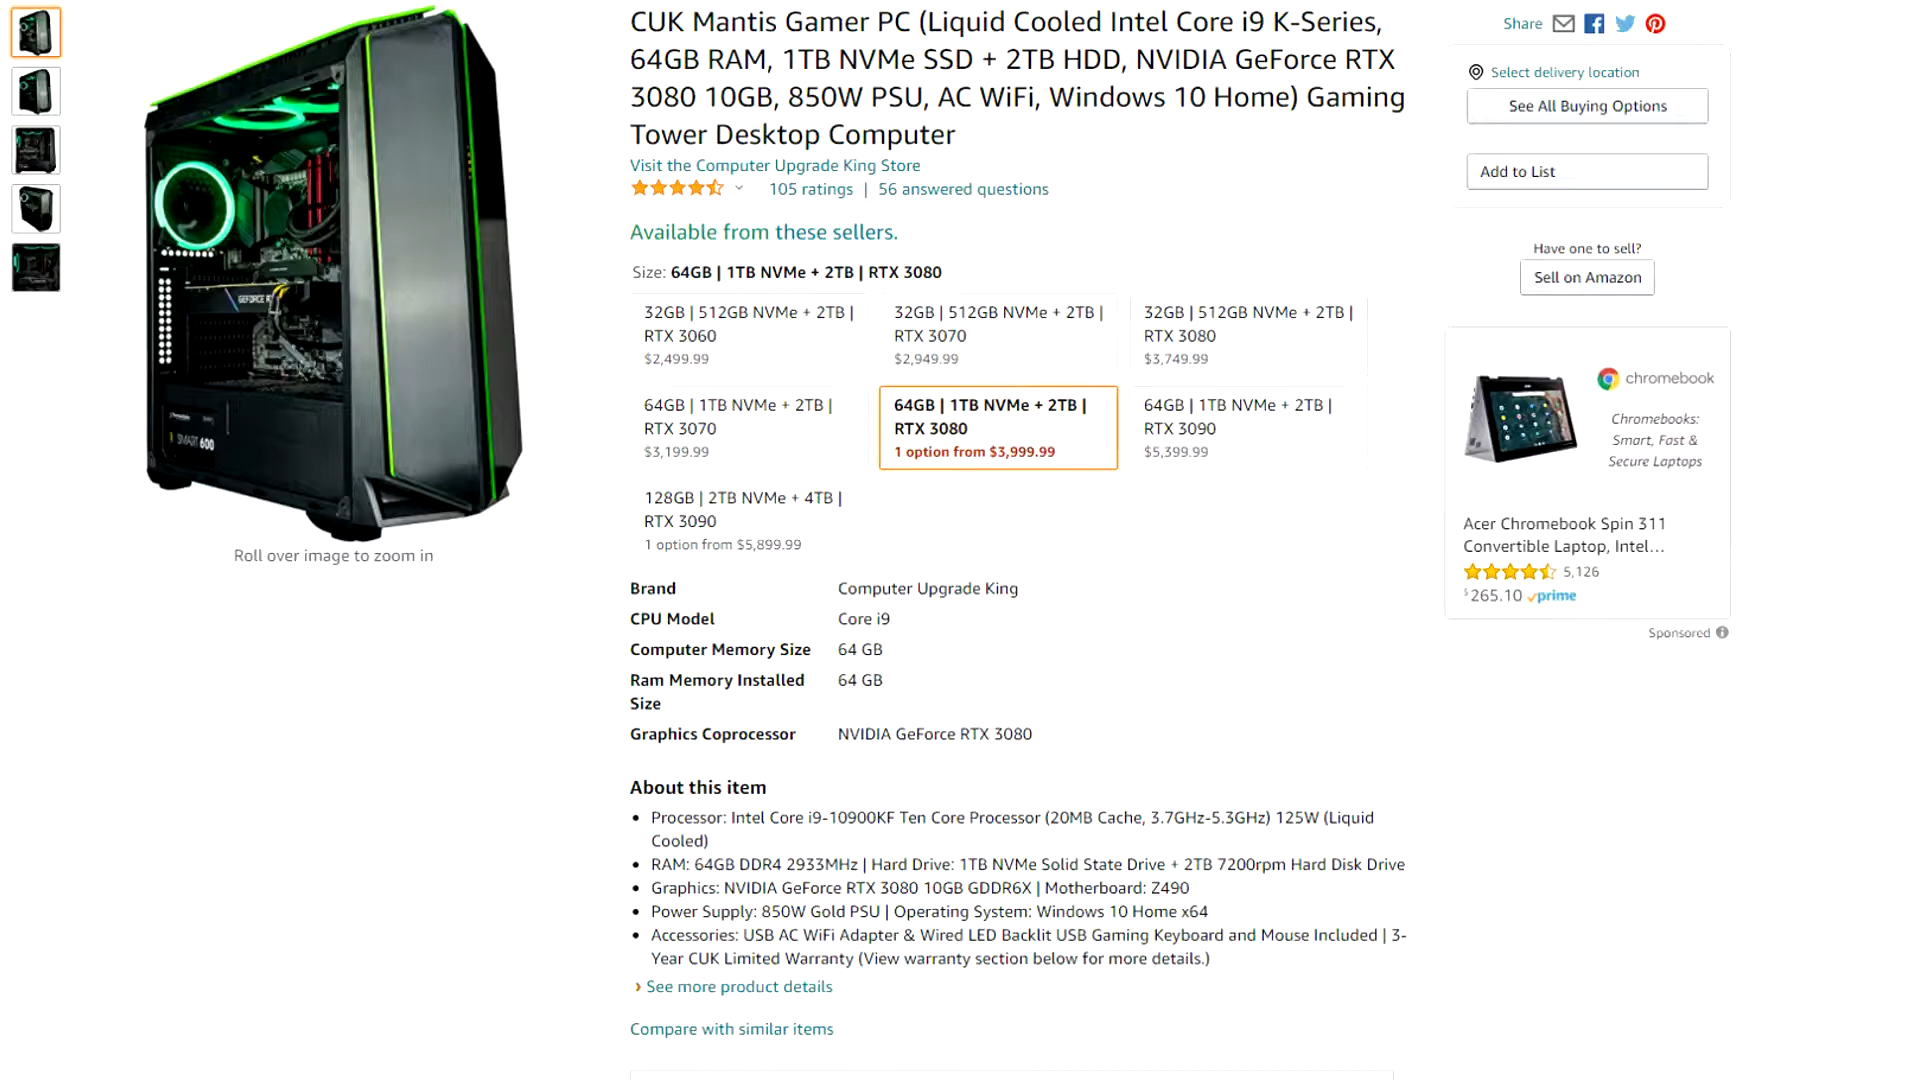 CUK Mantis Gamer PC (Liquid Cooled Intel Core i9 K-Series,
64GB RAM, 1TB NVMe SSD + 2TB HDD, NVIDIA GeForce RTX
3080 10GB, 850W PSU, AC WiFi, Windows 10 Home) Gaming
Tower Desktop Computer
Visit the Computer Upgrade King Store
105 ratings | 56 answered questions
Available from these sellers.
Size: 64GB | 1TB NVMe + 2TB | RTX 3080
32GB | 512GB NVMe + 2TB |
RTX 3060
$2,499.99
32GB | 512GB NVMe + 2TB |
RTX 3070
$2,949.99
32GB | 512GB NVMe + 2TB |
RTX 3080
$3,749.99
64GB | 1TB NVMe + 2TB |
RTX 3070
$3,199.99
64GB | 1TB NVMe + 2TB |
RTX 3080
1 option from $3,999.99
64GB | 1TB NVMe + 2TB |
RTX 3090
$5,399.99
128GB | 2TB NVMe + 4TB |
RTX 3090
1 option from $5,899.99
GEFORCE R
SMART 600
Roll over image to zoom in
Brand Computer Upgrade King
CPU Model Core i9
Computer Memory Size 64 GB
Ram Memory Installed 64 GB
Size
Graphics Coprocessor NVIDIA GeForce RTX 3080
About this item
• Processor: Intel Core i9-10900KF Ten Core Processor (20MB Cache, 3.7GHz-5.3GHz) 125W (Liquid
Cooled)
• RAM: 64GB DDR4 2933MHz | Hard Drive: 1TB NVMe Solid State Drive + 2TB 7200rpm Hard Disk Drive
• Graphics: NVIDIA GeForce RTX 3080 10GB GDDR6X | Motherboard: Z490
• Power Supply: 850W Gold PSU | Operating System: Windows 10 Home x64
• Accessories: USB AC WiFi Adapter & Wired LED Backlit USB Gaming Keyboard and Mouse Included | 3-
Year CUK Limited Warranty (View warranty section below for more details.)
› See more product details
Compare with similar items
Share
Select delivery location
See All Buying Options
Add to List
Have one to sell?
Sell on Amazon
chromebook
Chromebooks:
Smart, Fast &
Secure Laptops
Acer Chromebook Spin 311
Convertible Laptop, Intel...
5,126
$265.10 prime
Sponsored